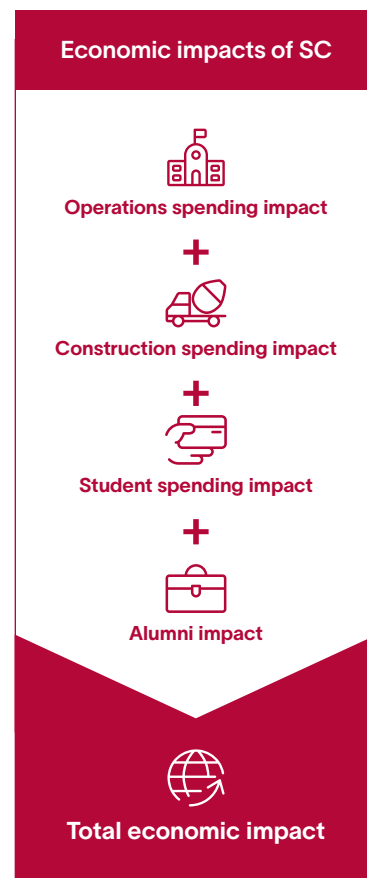 Economic impacts of SC
Operations spending impact
+
Construction spending impact
+
Student spending impact
+
Alumni impact
Total economic impact